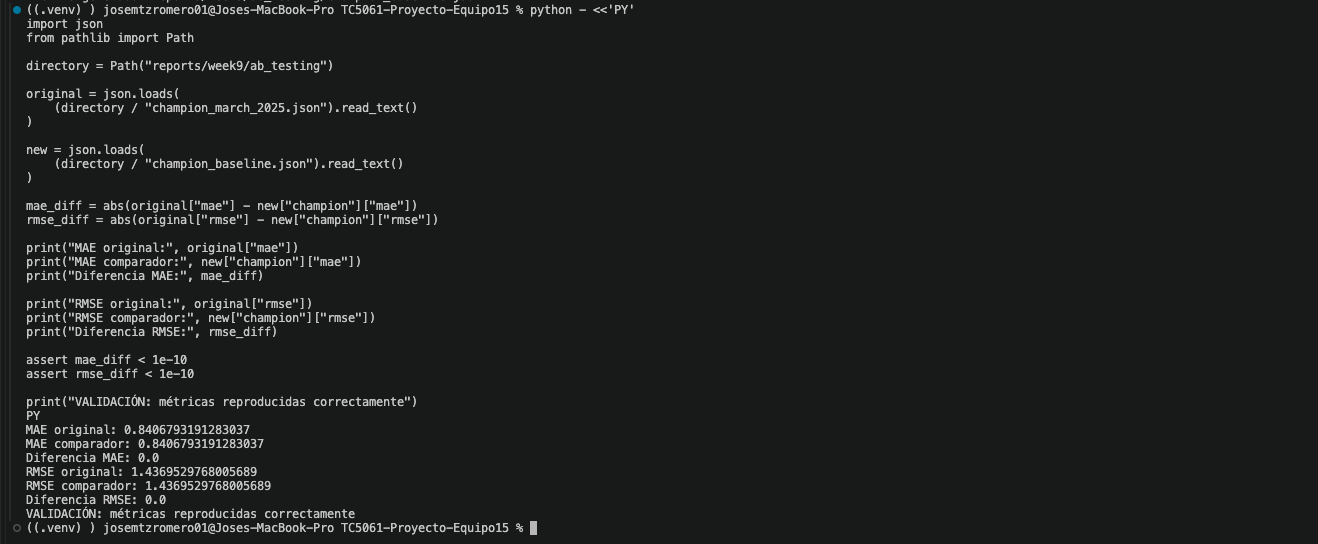 ((.venv) ) josemtzromero01@Joses-MacBook-Pro TC5061-Proyecto-Equipo15 % python - <<'PY'
import json
from pathlib import Path

directory = Path("reports/week9/ab_testing")

original = json.loads(
    (directory / "champion_march_2025.json").read_text()
)

new = json.loads(
    (directory / "champion_baseline.json").read_text()
)

mae_diff = abs(original["mae"] - new["champion"]["mae"])
rmse_diff = abs(original["rmse"] - new["champion"]["rmse"])

print("MAE original:", original["mae"])
print("MAE comparador:", new["champion"]["mae"])
print("Diferencia MAE:", mae_diff)

print("RMSE original:", original["rmse"])
print("RMSE comparador:", new["champion"]["rmse"])
print("Diferencia RMSE:", rmse_diff)

assert mae_diff < 1e-10
assert rmse_diff < 1e-10

print("VALIDACIÓN: métricas reproducidas correctamente")
PY
MAE original: 0.8406793191283037
MAE comparador: 0.8406793191283037
Diferencia MAE: 0.0
RMSE original: 1.4369529768005689
RMSE comparador: 1.4369529768005689
Diferencia RMSE: 0.0
VALIDACIÓN: métricas reproducidas correctamente
((.venv) ) josemtzromero01@Joses-MacBook-Pro TC5061-Proyecto-Equipo15 %